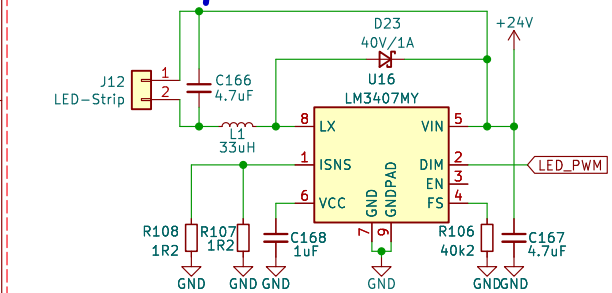 D23
40V/1A
+24V
J12
LED-Strip
1
2
C166
4.7uF
L1
33uH
U16
LM3407MY
8
LX
VIN
5
1
ISNS
DIM
2
LED_PWM
EN
3
6
VCC
FS
4
GND
GNDPAD
7
9
R108
1R2
R107
1R2
C168
1uF
R106
40k2
C167
4.7uF
GND
GND
GND
GND
GND
GND